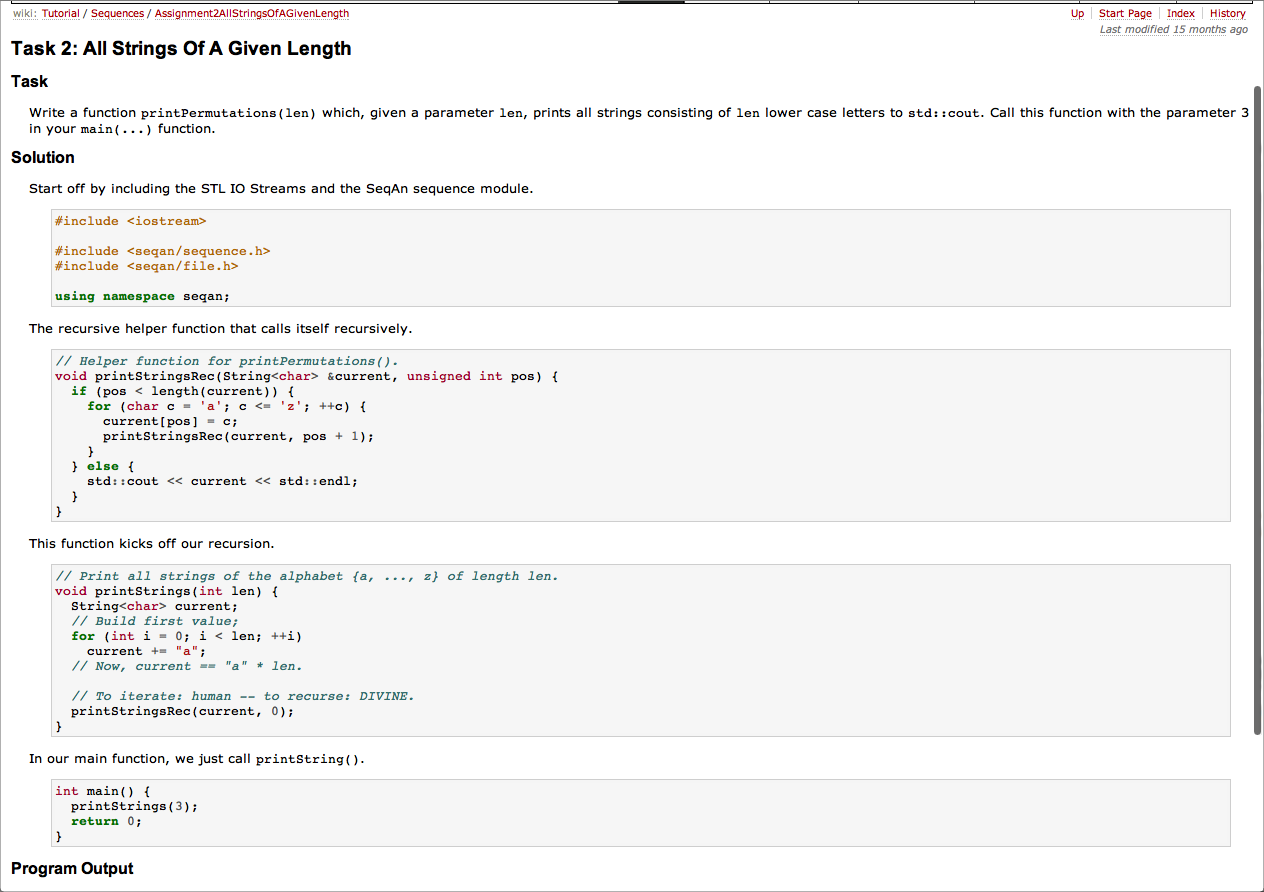 wiki: Tutorial / Sequences / Assignment2AllStringsOfAGivenLength
Up Start Page Index History
Last modified 15 months ago
Task 2: All Strings Of A Given Length
Task
Write a function printPermutations(len) which, given a parameter len, prints all strings consisting of len lower case letters to std::cout. Call this function with the parameter 3
in your main(...) function.
Solution
Start off by including the STL IO Streams and the SeqAn sequence module.
#include <iostream>
#include <seqan/sequence.h>
#include <seqan/file.h>
using namespace seqan;
The recursive helper function that calls itself recursively.
// Helper function for printPermutations().
void printStringsRec(String<char> &current, unsigned int pos) {
  if (pos < length(current)) {
    for (char c = 'a'; c <= 'z'; ++c) {
      current[pos] = c;
      printStringsRec(current, pos + 1);
    }
  } else {
    std::cout << current << std::endl;
  }
}
This function kicks off our recursion.
// Print all strings of the alphabet {a, ..., z} of length len.
void printStrings(int len) {
  String<char> current;
  // Build first value;
  for (int i = 0; i < len; ++i)
    current += "a";
  // Now, current == "a" * len.
  // To iterate: human -- to recurse: DIVINE.
  printStringsRec(current, 0);
}
In our main function, we just call printString().
int main() {
  printStrings(3);
  return 0;
}
Program Output